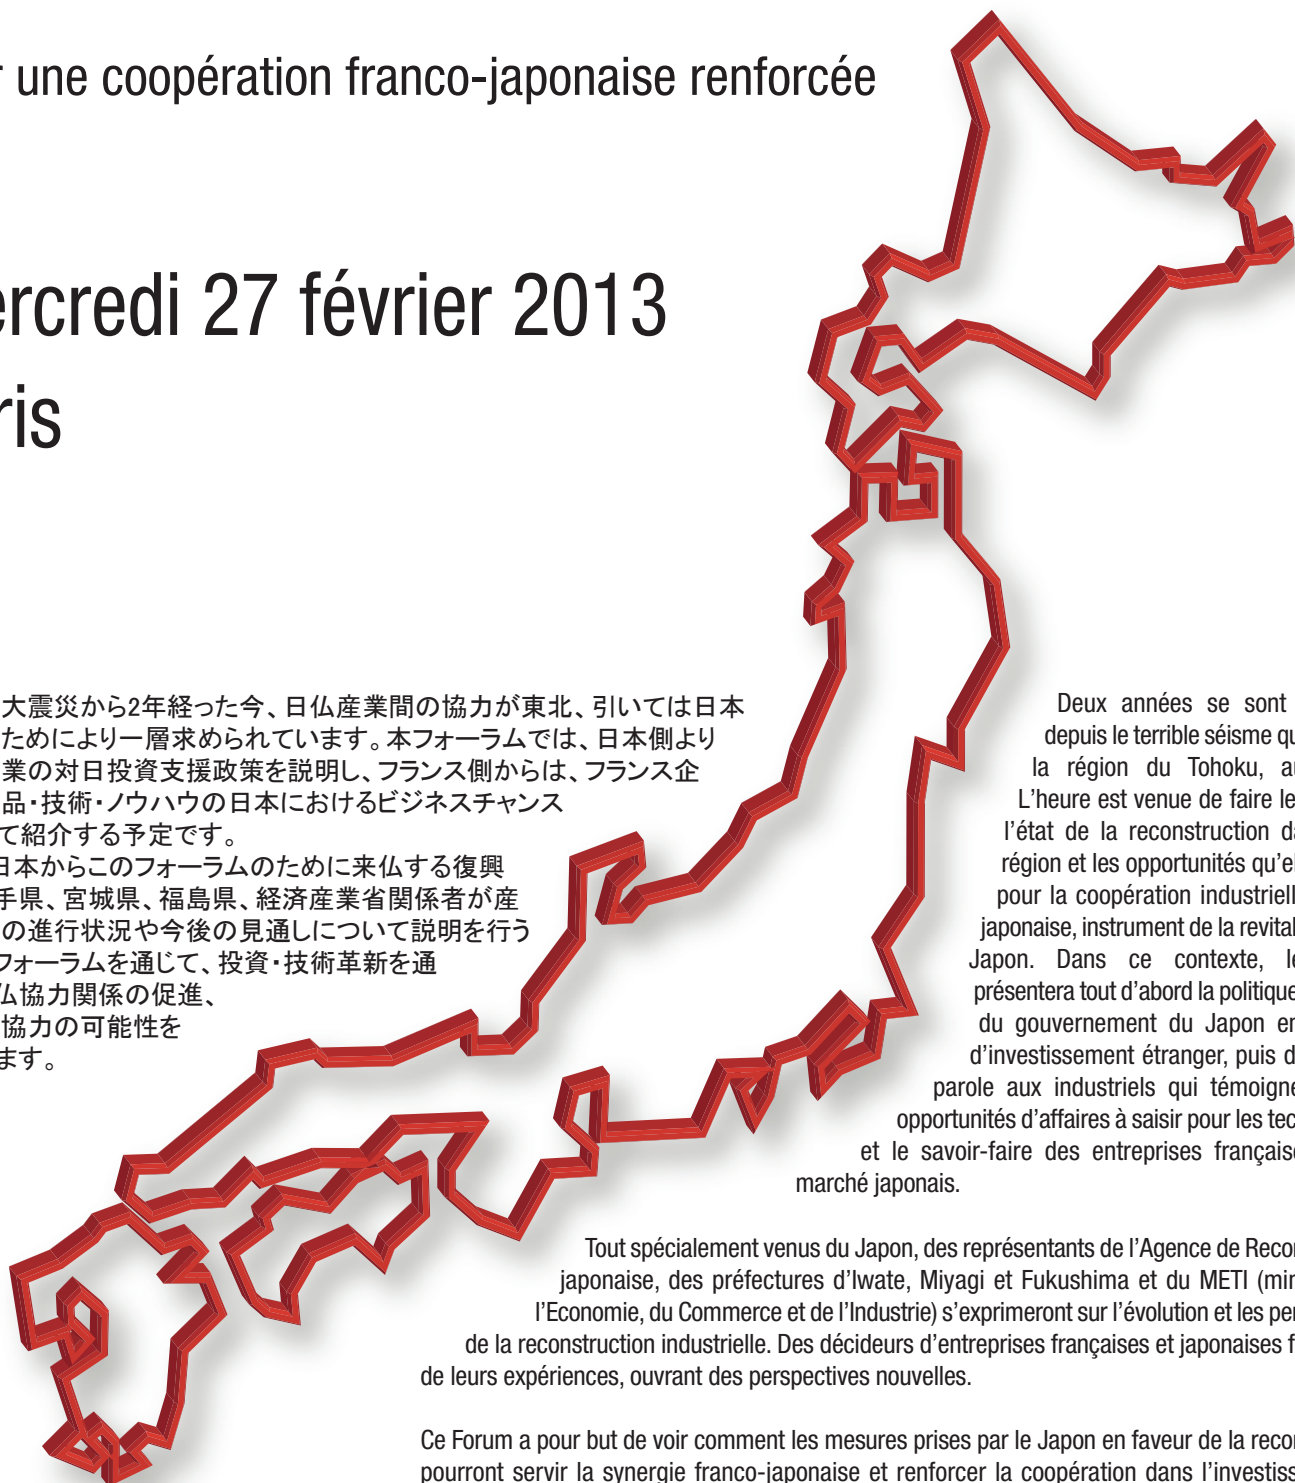 une coopération franco-japonaise renforcée
ercredi 27 février 2013
ris
大震災から2年経った今、日仏産業間の協力が東北、引いては日本
ためにより一層求められています。本フォーラムでは、日本側より
業の対日投資支援政策を説明し、フランス側からは、フランス企
品・技術・ノウハウの日本におけるビジネスチャンス
て紹介する予定です。
日本からこのフォーラムのために来仏する復興
手県、宮城県、福島県、経済産業省関係者が産
の進行状況や今後の見通しについて説明を行う
フォーラムを通じて、投資・技術革新を通
仏協力関係の促進、
協力の可能性を
ます。
Deux années se sont
depuis le terrible séisme qu
la région du Tohoku, au
L'heure est venue de faire le
l'état de la reconstruction da
région et les opportunités qu'el
pour la coopération industriell
japonaise, instrument de la revital
Japon. Dans ce contexte, le
présentera tout d'abord la politique
du gouvernement du Japon en
d'investissement étranger, puis d
parole aux industriels qui témoigne
opportunités d'affaires à saisir pour les tec
et le savoir-faire des entreprises française
marché japonais.
Tout spécialement venus du Japon, des représentants de l'Agence de Recon
japonaise, des préfectures d'Iwate, Miyagi et Fukushima et du METI (min
l'Economie, du Commerce et de l'Industrie) s'exprimeront sur l'évolution et les per
de la reconstruction industrielle. Des décideurs d'entreprises françaises et japonaises f
de leurs expériences, ouvrant des perspectives nouvelles.
Ce Forum a pour but de voir comment les mesures prises par le Japon en faveur de la recon
pourront servir la synergie franco-japonaise et renforcer la coopération dans l'investiss